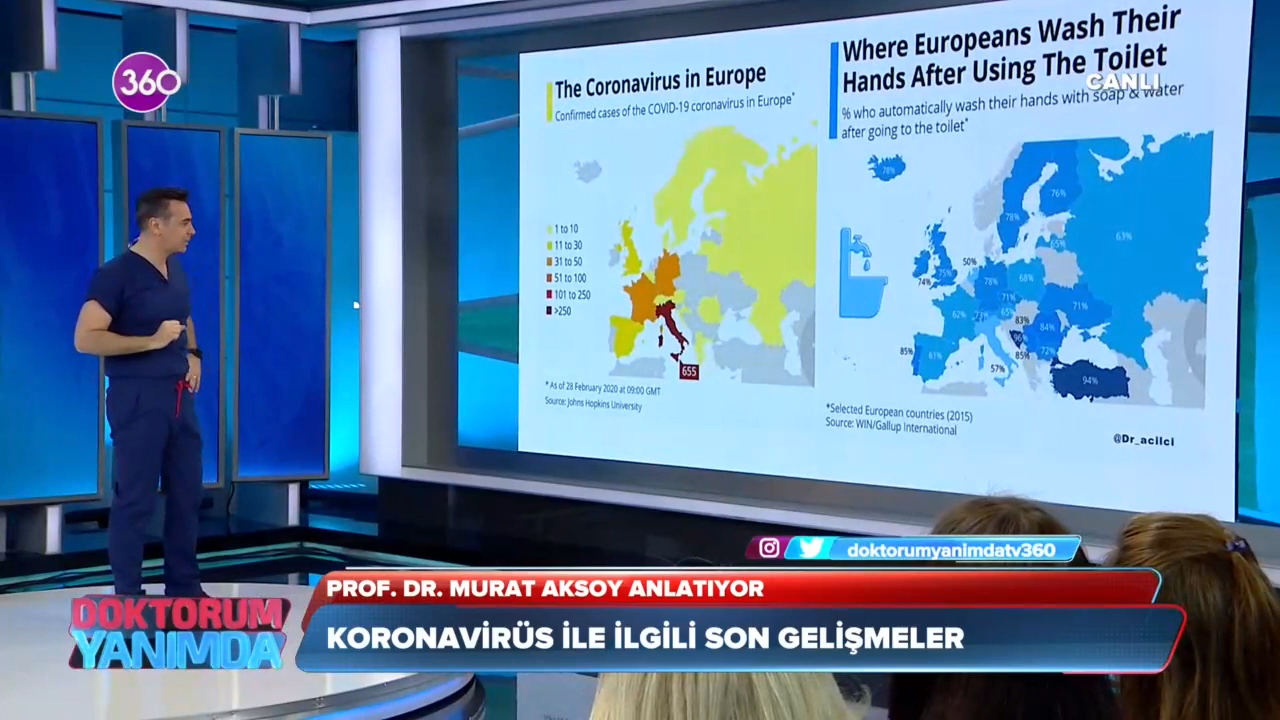 360
CANLI
The Coronavirus in Europe
Confirmed cases of the COVID-19 coronavirus in Europe*
1 to 10
11 to 30
31 to 50
51 to 100
101 to 250
>250
655
* As of 28 February 2020 at 09:00 GMT
Source: Johns Hopkins University
Where Europeans Wash Their
Hands After Using The Toilet
% who automatically wash their hands with soap & water
after going to the toilet*
78%
76%
78%
63%
65%
50%
75%
74%
78%
68%
71%
62%
73%
65%
71%
83%
84%
96%
85%
72%
85%
61%
57%
94%
*Selected European countries (2015)
Source: WIN/Gallup International
@Dr_acilci
doktorumyanimdatv360
PROF. DR. MURAT AKSOY ANLATIYOR
DOKTORUM
YANIMDA
KORONAVİRÜS İLE İLGİLİ SON GELİŞMELER